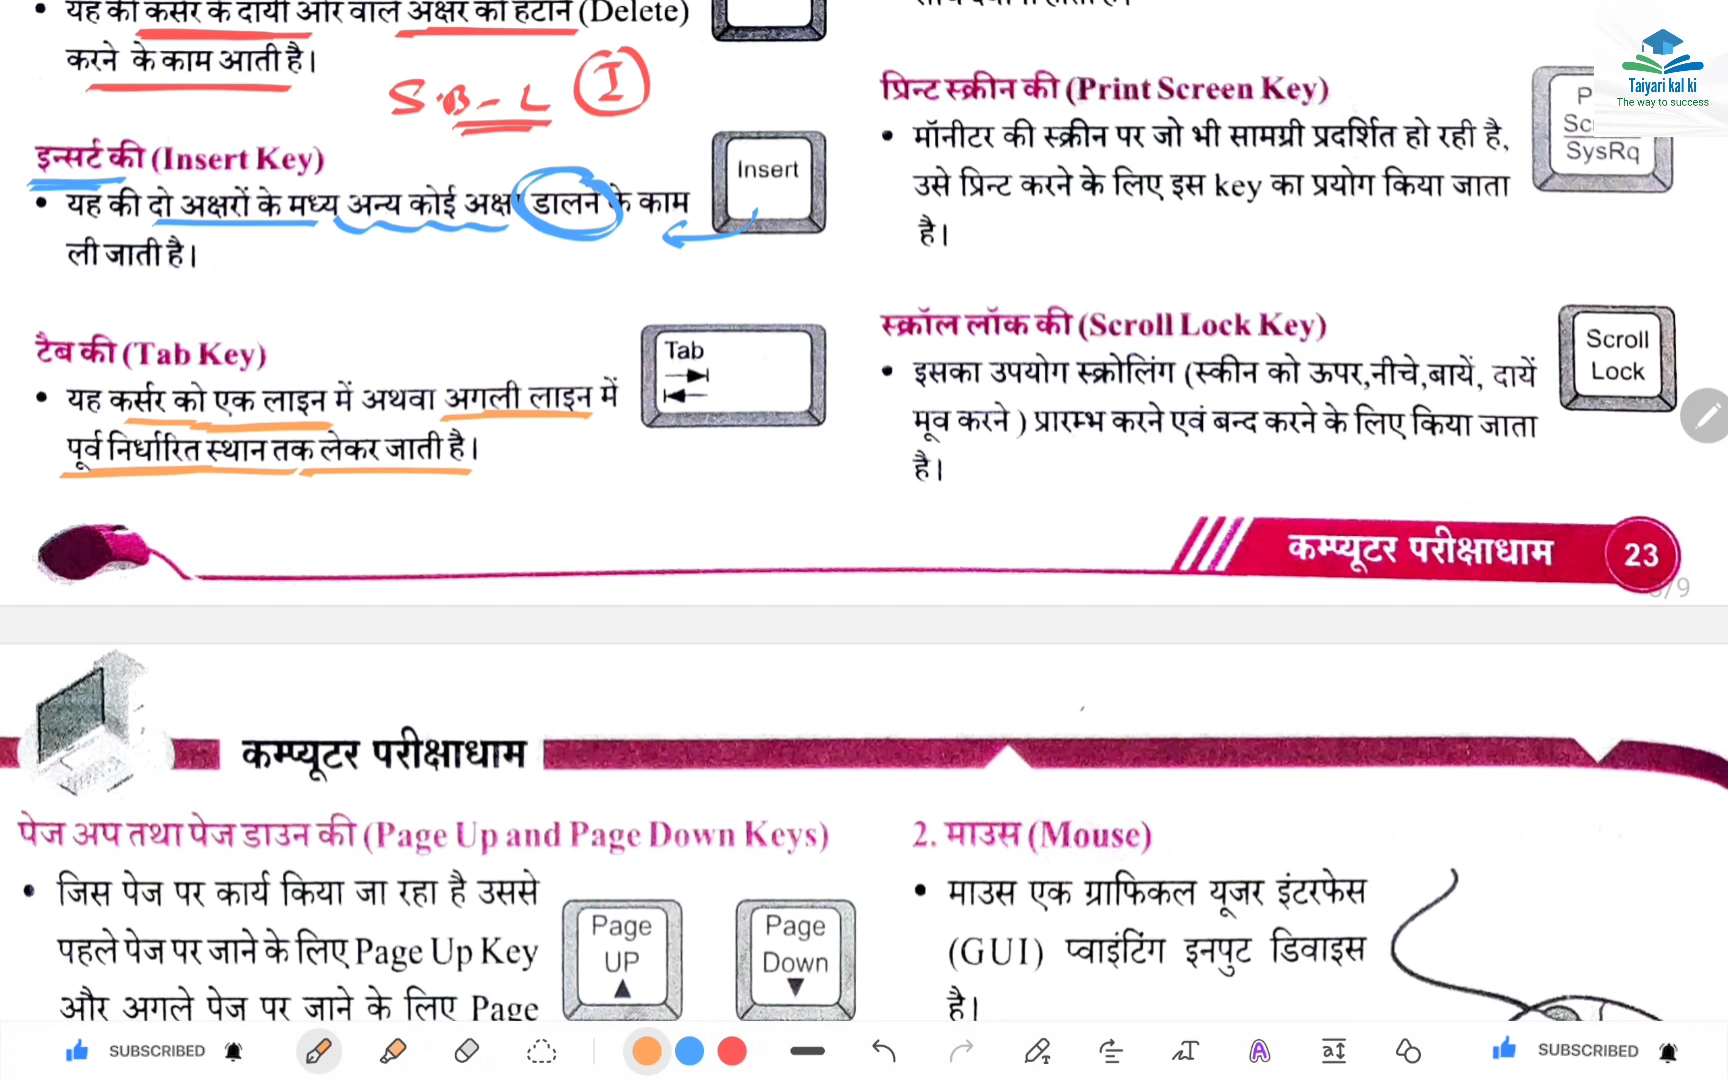 यह की कर्सर के दायीं ओर वाले अक्षर को हटाने (Delete)
करने के काम आती है।
S.B-L I
इन्सर्ट की (Insert Key)
Insert
यह की दो अक्षरों के मध्य अन्य कोई अक्ष डालने के काम
ली जाती है।
टैब की (Tab Key)
Tab
यह कर्सर को एक लाइन में अथवा अगली लाइन में
पूर्व निर्धारित स्थान तक लेकर जाती है।
प्रिन्ट स्क्रीन की (Print Screen Key)
SysRq
मॉनीटर की स्क्रीन पर जो भी सामग्री प्रदर्शित हो रही है,
उसे प्रिन्ट करने के लिए इस key का प्रयोग किया जाता
है।
स्क्रॉल लॉक की (Scroll Lock Key)
Scroll
Lock
इसका उपयोग स्क्रोलिंग (स्कीन को ऊपर,नीचे,बायें, दायें
मूव करने ) प्रारम्भ करने एवं बन्द करने के लिए किया जाता
है।
Taiyari kal ki
The way to success
कम्प्यूटर परीक्षाधाम 23
कम्प्यूटर परीक्षाधाम
पेज अप तथा पेज डाउन की (Page Up and Page Down Keys)
जिस पेज पर कार्य किया जा रहा है उससे
पहले पेज पर जाने के लिए Page Up Key
और अगले पेज पर जाने के लिए Page
Page
UP
Page
Down
2. माउस (Mouse)
माउस एक ग्राफिकल यूजर इंटरफेस
(GUI) प्वाइंटिंग इनपुट डिवाइस
है।
SUBSCRIBED
SUBSCRIBED